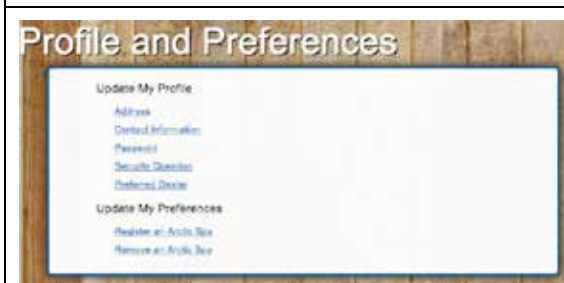 Profile and Preferences
Update My Profile
Address
Contact Information
Password
Security Question
Preferred Dealer
Update My Preferences
Register an Arctic Spa
Remove an Arctic Spa